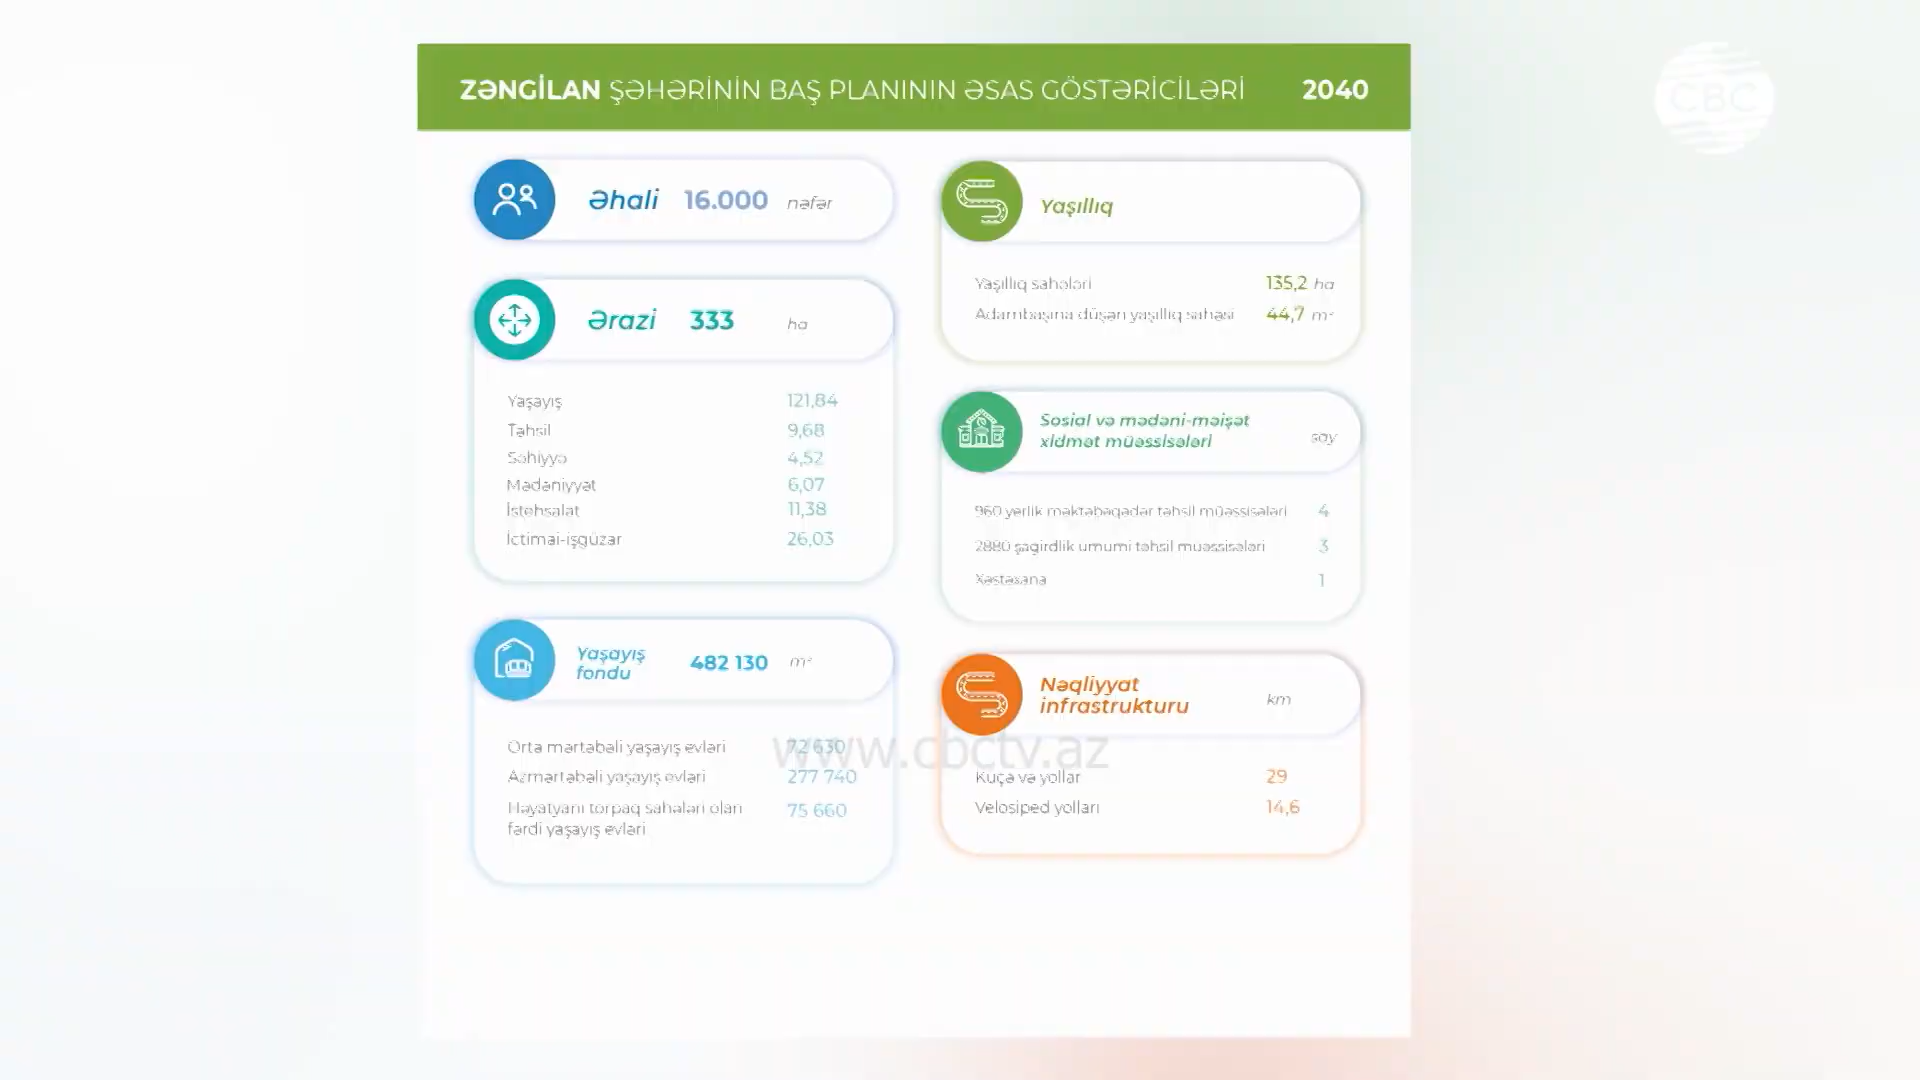 ZƏNGİLAN ŞƏHƏRİNİN BAŞ PLANININ ƏSAS GÖSTƏRİCİLƏRİ 2040
CBC
Əhali 16.000 nəfər
Ərazi 333 ha
Yaşayış 121,84
Təhsil 9,68
Səhiyyə 4,52
Mədəniyyət 6,07
İstehsalat 11,38
İctimai-işgüzar 26,03
Yaşayış
fondu 482 130 m²
Orta mərtəbəli yaşayış evləri 72 630
Azmərtəbəli yaşayış evləri 277 740
Həyətyanı torpaq sahələri olan
fərdi yaşayış evləri 75 660
Yaşıllıq
Yaşıllıq sahələri 135,2 ha
Adambaşına düşən yaşıllıq sahəsi 44,7 m²
Sosial və mədəni-məişət
xidmət müəssisələri say
960 yerlik məktəbəqədər təhsil müəssisələri 4
2880 şagirdlik ümumi təhsil müəssisələri 3
Xəstəxana 1
Nəqliyyat
infrastrukturu km
Küçə və yollar 29
Velosiped yolları 14,6
www.cbctv.az